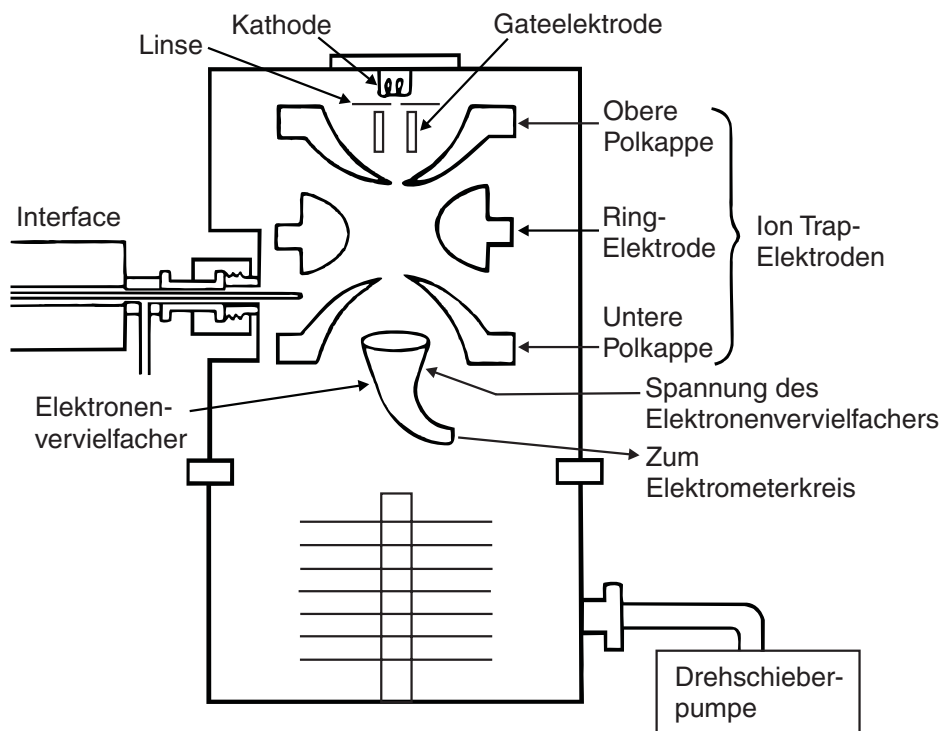 Kathode
Gateelektrode
Linse
Obere
Polkappe
Interface
Ring-
Elektrode
Ion Trap-
Elektroden
Untere
Polkappe
Elektronen-
vervielfacher
Spannung des
Elektronenvervielfachers
Zum
Elektrometerkreis
Drehschieber-
pumpe